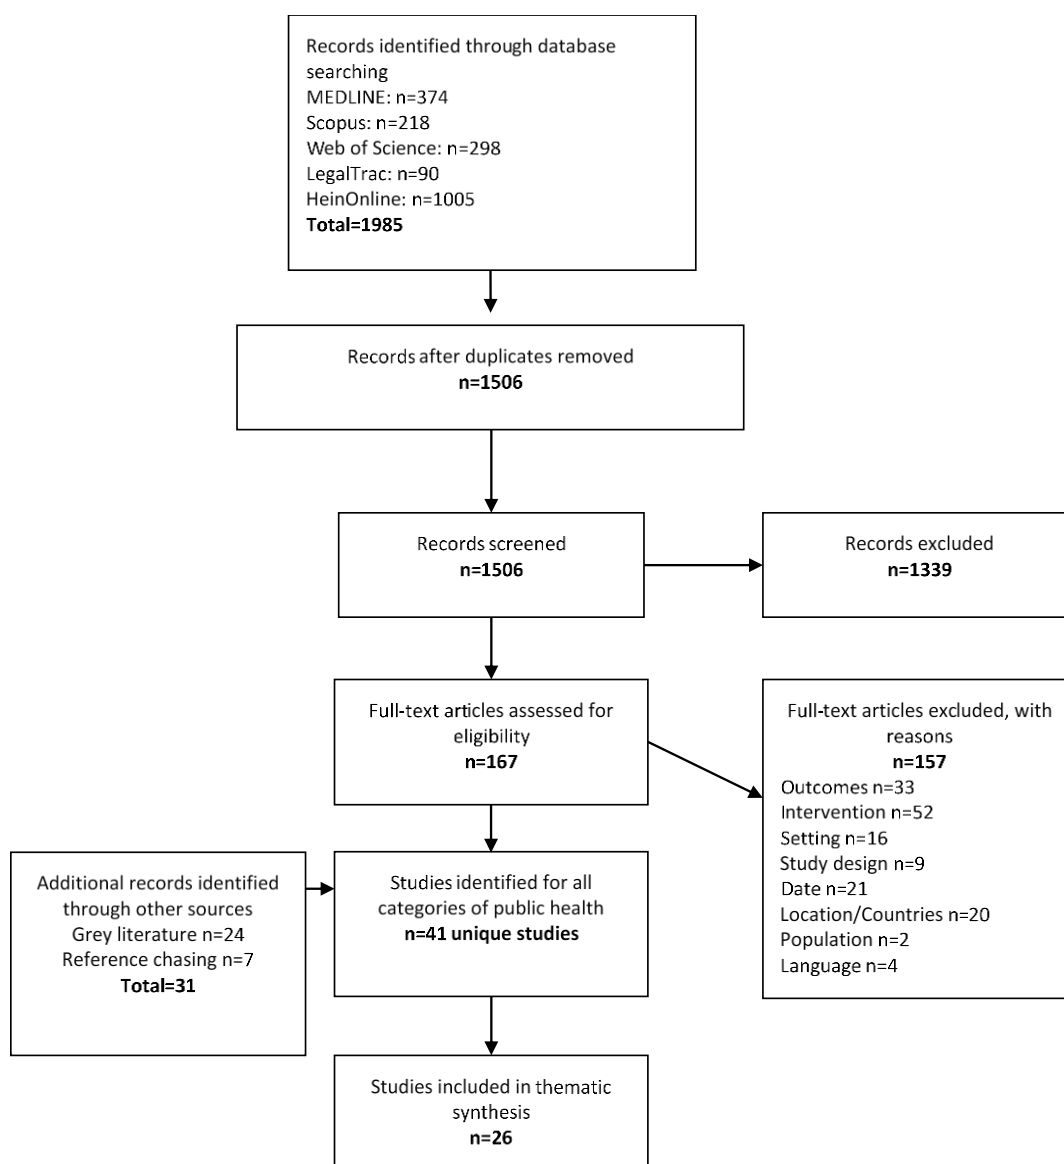 Records identified through database
searching
MEDLINE: n=374
Scopus: n=218
Web of Science: n=298
LegalTrac: n=90
HeinOnline: n=1005
Total=1985
Records after duplicates removed
n=1506
Records screened
n=1506
Records excluded
n=1339
Full-text articles assessed for
eligibility
n=167
Full-text articles excluded, with
reasons
n=157
Outcomes n=33
Intervention n=52
Setting n=16
Study design n=9
Date n=21
Location/Countries n=20
Population n=2
Language n=4
Additional records identified
through other sources
Grey literature n=24
Reference chasing n=7
Total=31
Studies identified for all
categories of public health
n=41 unique studies
Studies included in thematic
synthesis
n=26